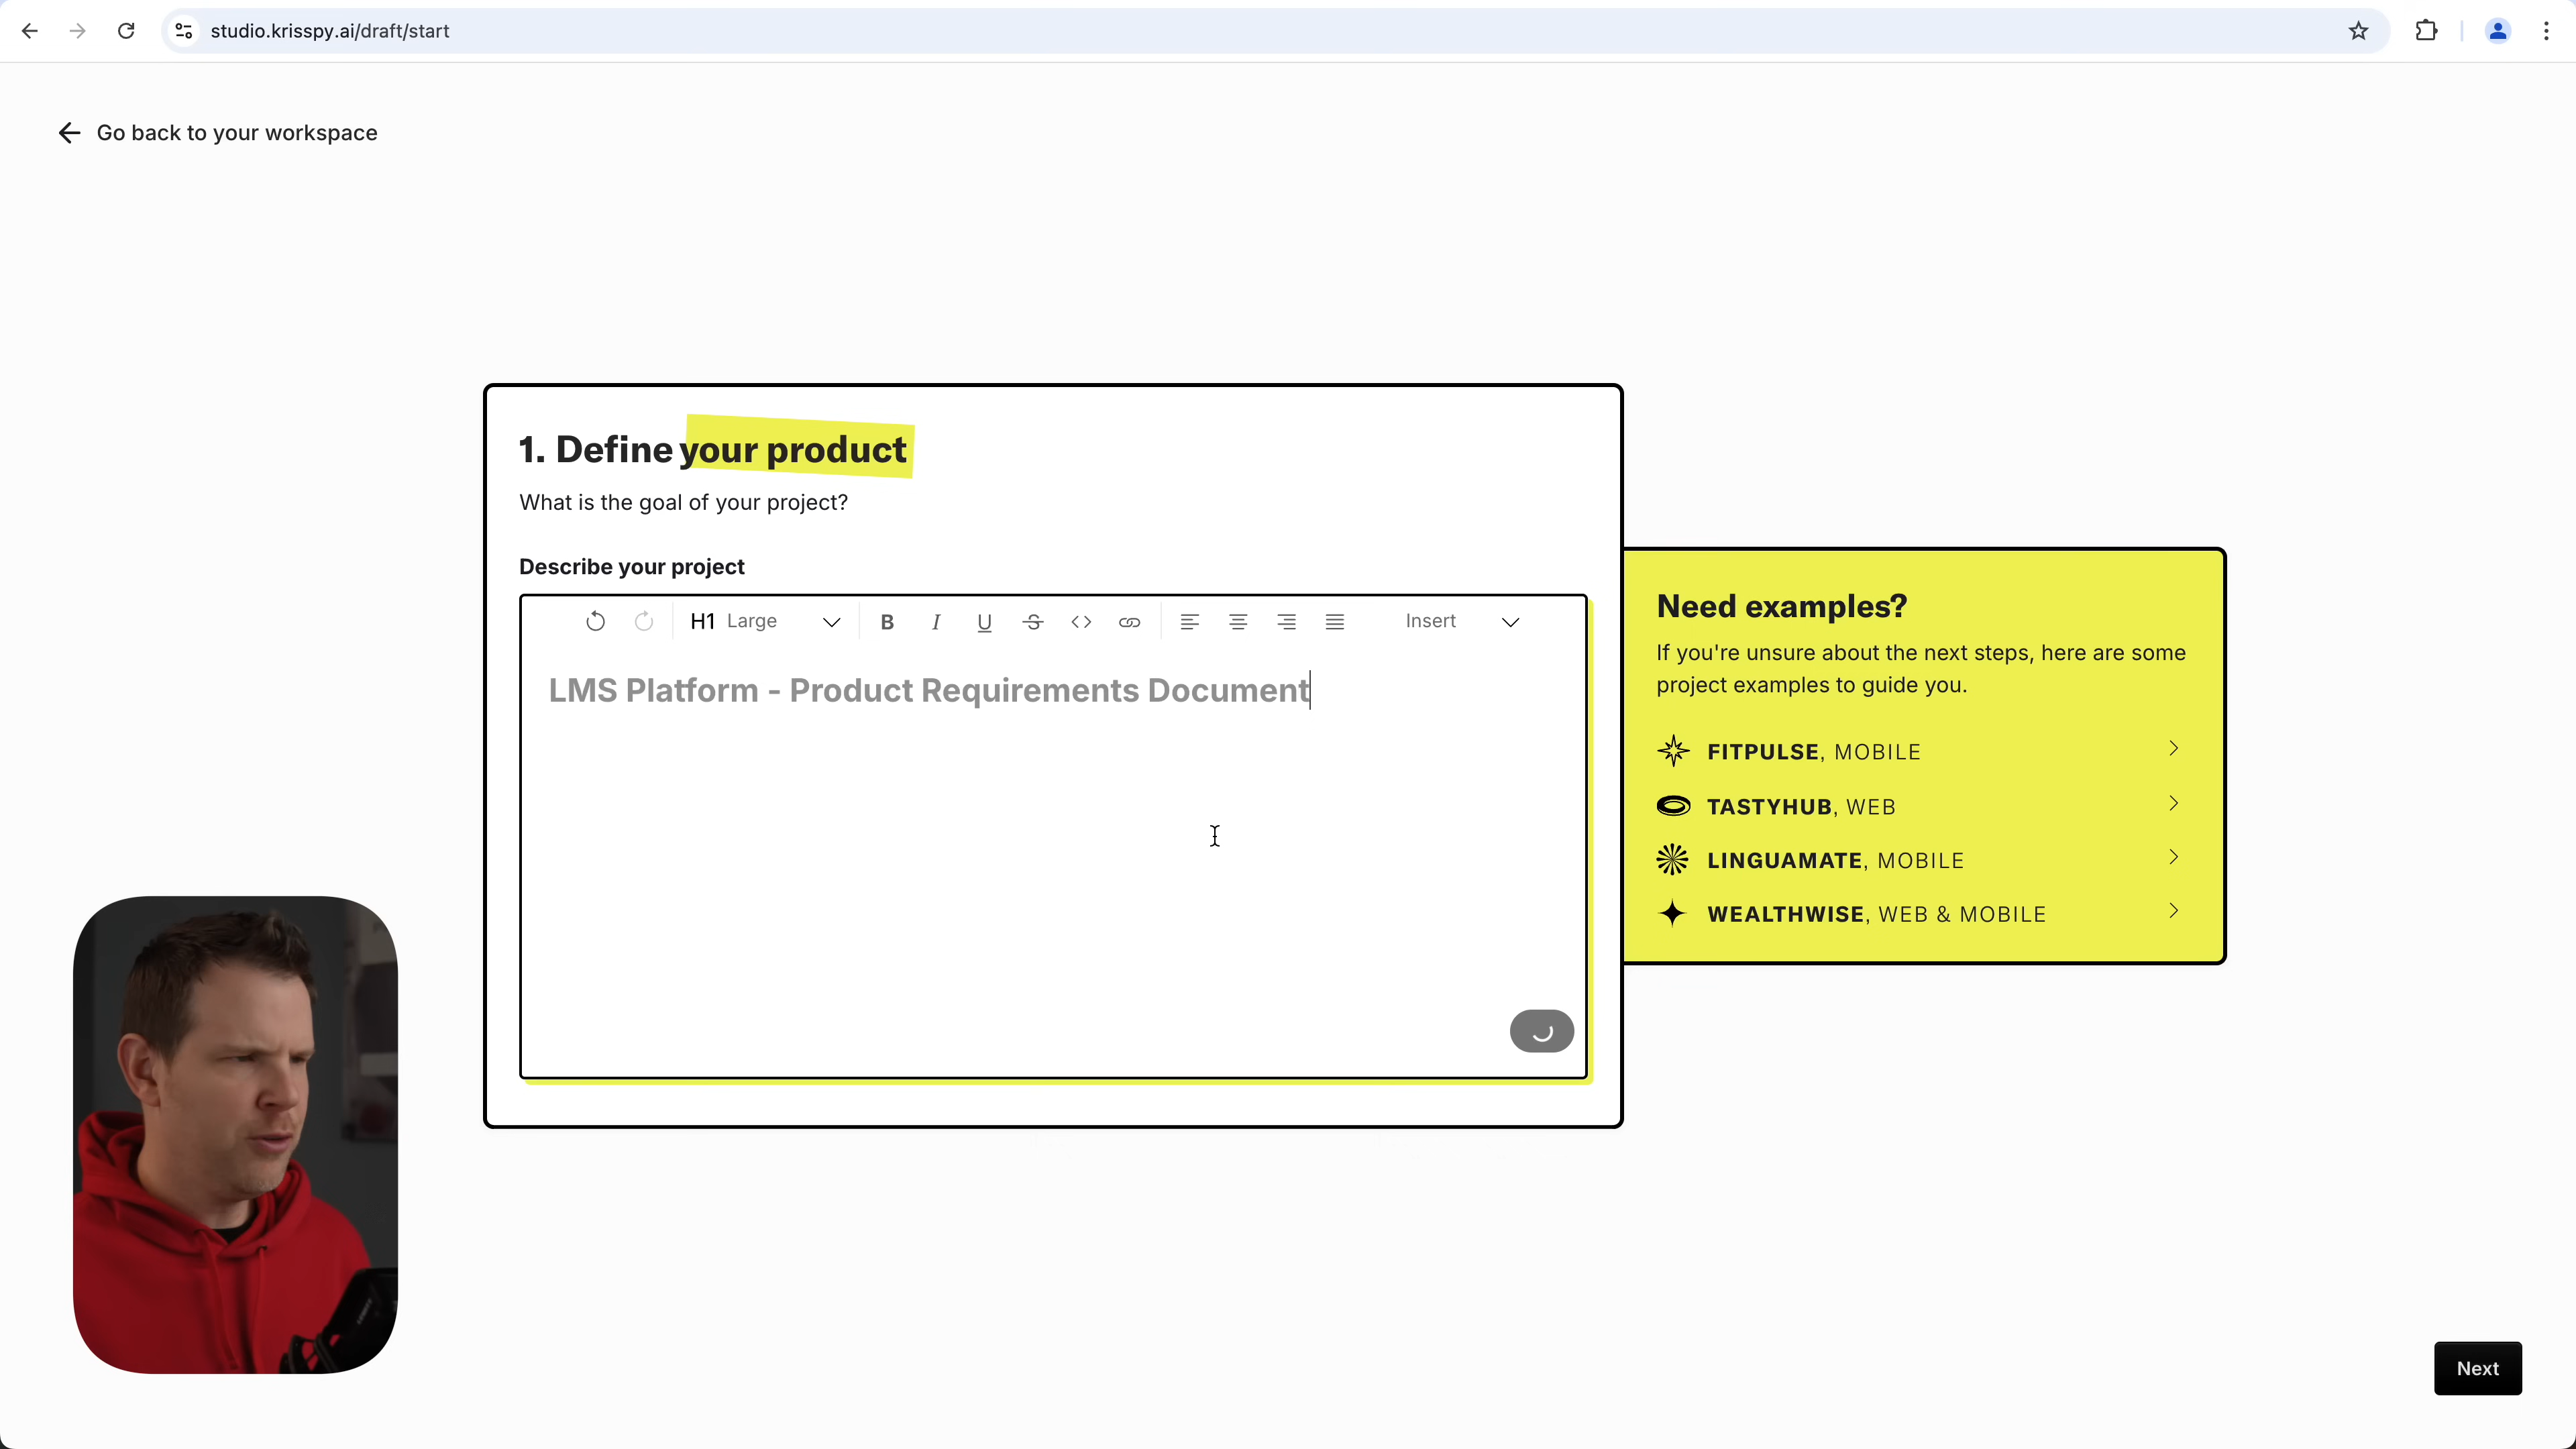 studio.krisspy.ai/draft/start
Go back to your workspace
1. Define your product
What is the goal of your project?
Describe your project
H1 Large B I U S Insert
LMS Platform - Product Requirements Document
Need examples?
If you're unsure about the next steps, here are some
project examples to guide you.
FITPULSE, MOBILE
TASTYHUB, WEB
LINGUAMATE, MOBILE
WEALTHWISE, WEB & MOBILE
Next